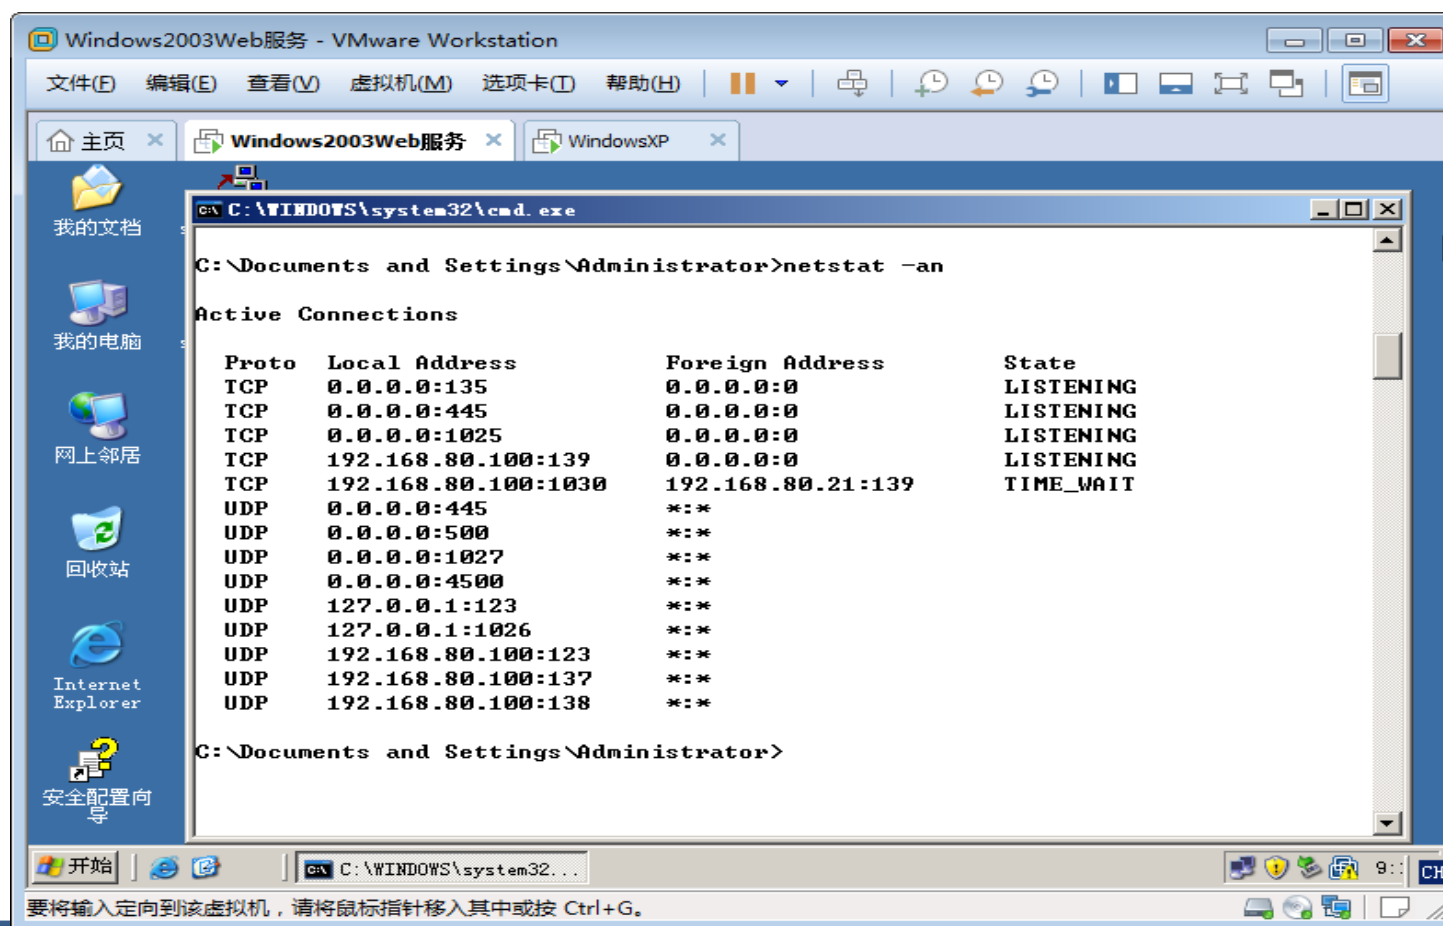 Windows2003Web服务 - VMware Workstation
文件(F) 编辑(E) 查看(V) 虚拟机(M) 选项卡(T) 帮助(H)
主页 Windows2003Web服务 WindowsXP
我的文档
C:\WINDOWS\system32\cmd.exe
C:\Documents and Settings\Administrator>netstat -an
Active Connections
我的电脑
Proto Local Address Foreign Address State
TCP 0.0.0.0:135 0.0.0.0:0 LISTENING
TCP 0.0.0.0:445 0.0.0.0:0 LISTENING
TCP 0.0.0.0:1025 0.0.0.0:0 LISTENING
网上邻居
TCP 192.168.80.100:139 0.0.0.0:0 LISTENING
TCP 192.168.80.100:1030 192.168.80.21:139 TIME_WAIT
UDP 0.0.0.0:445 *:*
UDP 0.0.0.0:500 *:*
UDP 0.0.0.0:1027 *:*
回收站
UDP 0.0.0.0:4500 *:*
UDP 127.0.0.1:123 *:*
UDP 127.0.0.1:1026 *:*
UDP 192.168.80.100:123 *:*
UDP 192.168.80.100:137 *:*
UDP 192.168.80.100:138 *:*
Internet
Explorer
C:\Documents and Settings\Administrator>
安全配置向
导
开始 C:\WINDOWS\system32... 9: CH
要将输入定向到该虚拟机，请将鼠标指针移入其中或按 Ctrl+G。